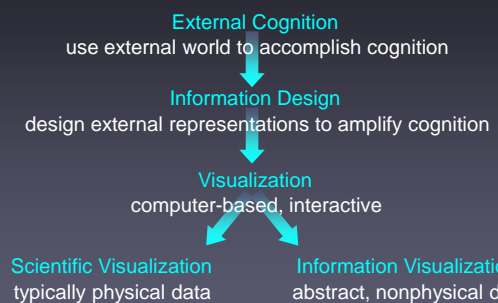 External Cognition
use external world to accomplish cognition
Information Design
design external representations to amplify cognition
Visualization
computer-based, interactive
Scientific Visualization
Information Visualizatio
typically physical data
abstract, nonphysical d